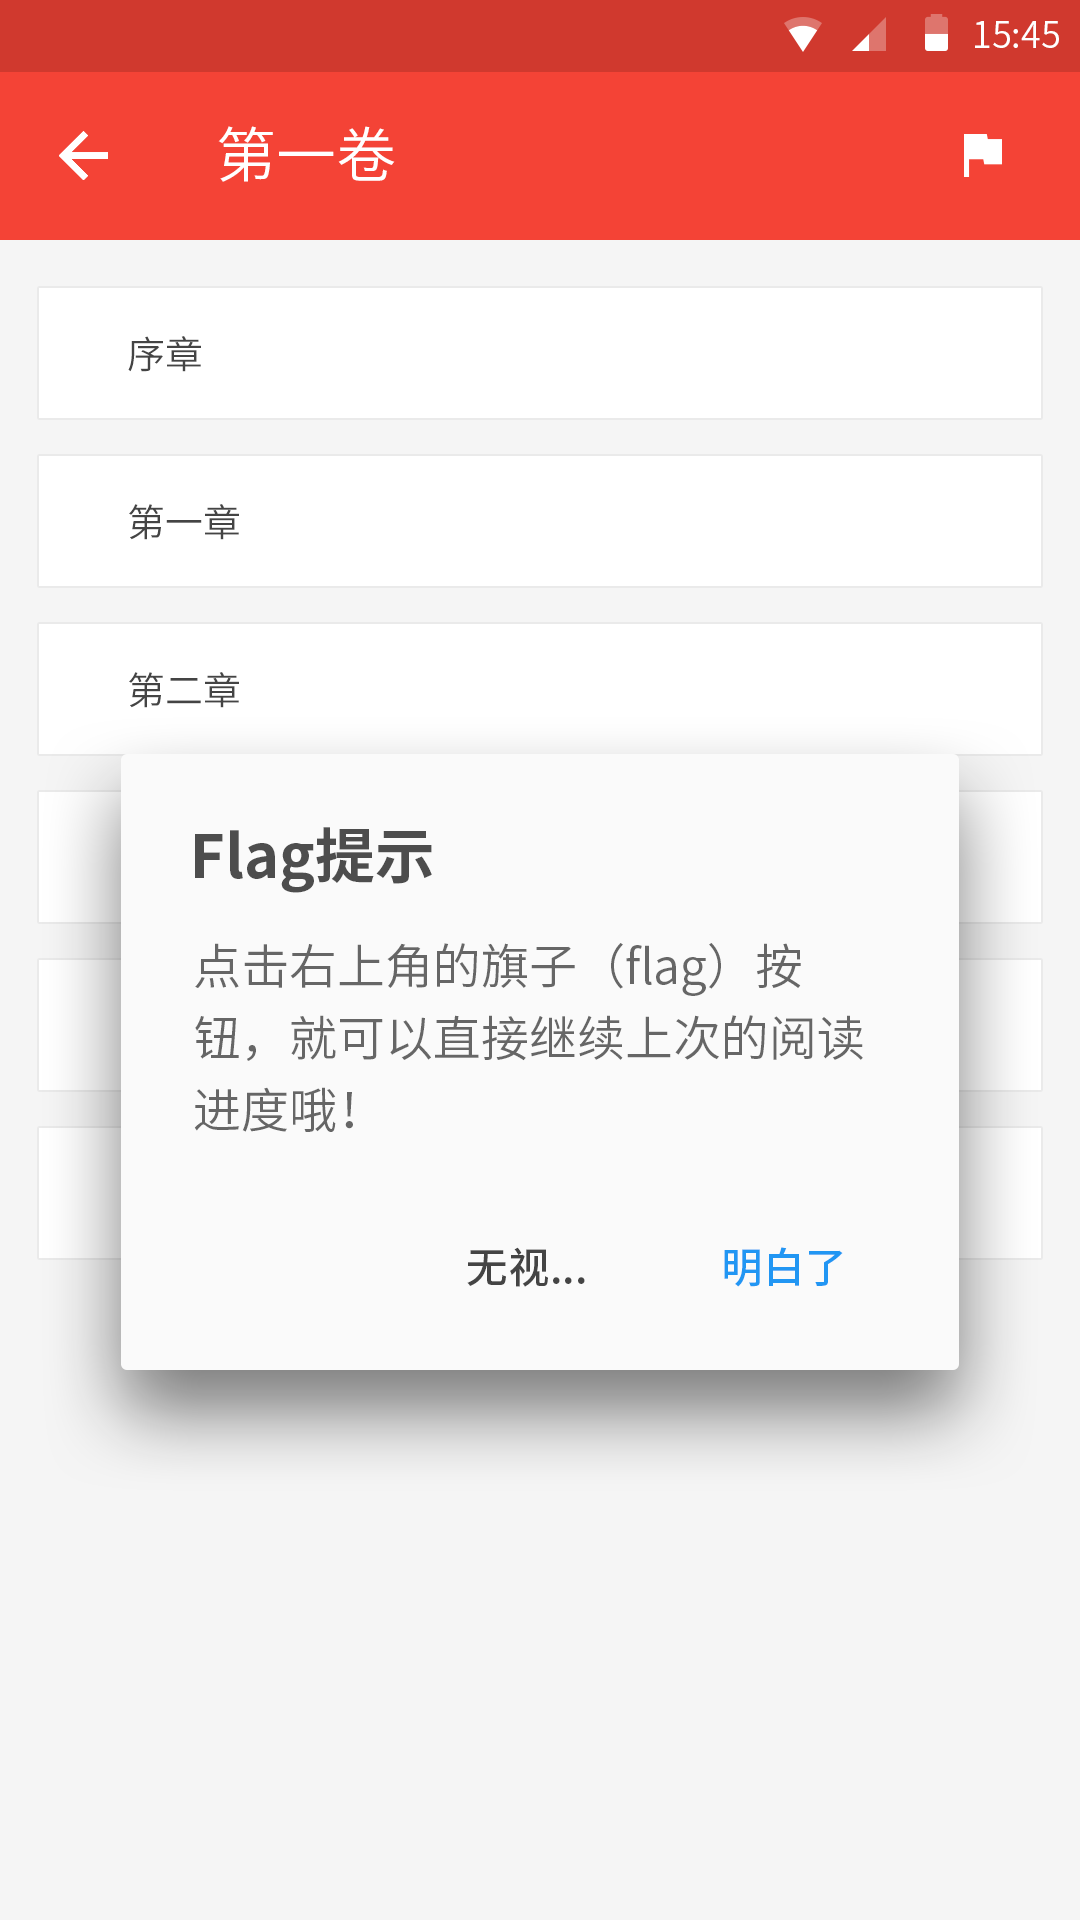 15:45
第一卷
序章
第一章
第二章
Flag提示
点击右上角的旗子（flag）按
钮，就可以直接继续上次的阅读
进度哦！
无视...
明白了